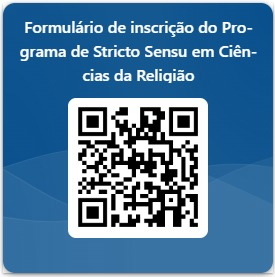 Formulário de inscrição do Pro-
grama de Stricto Sensu em Ciên-
cias da Religião